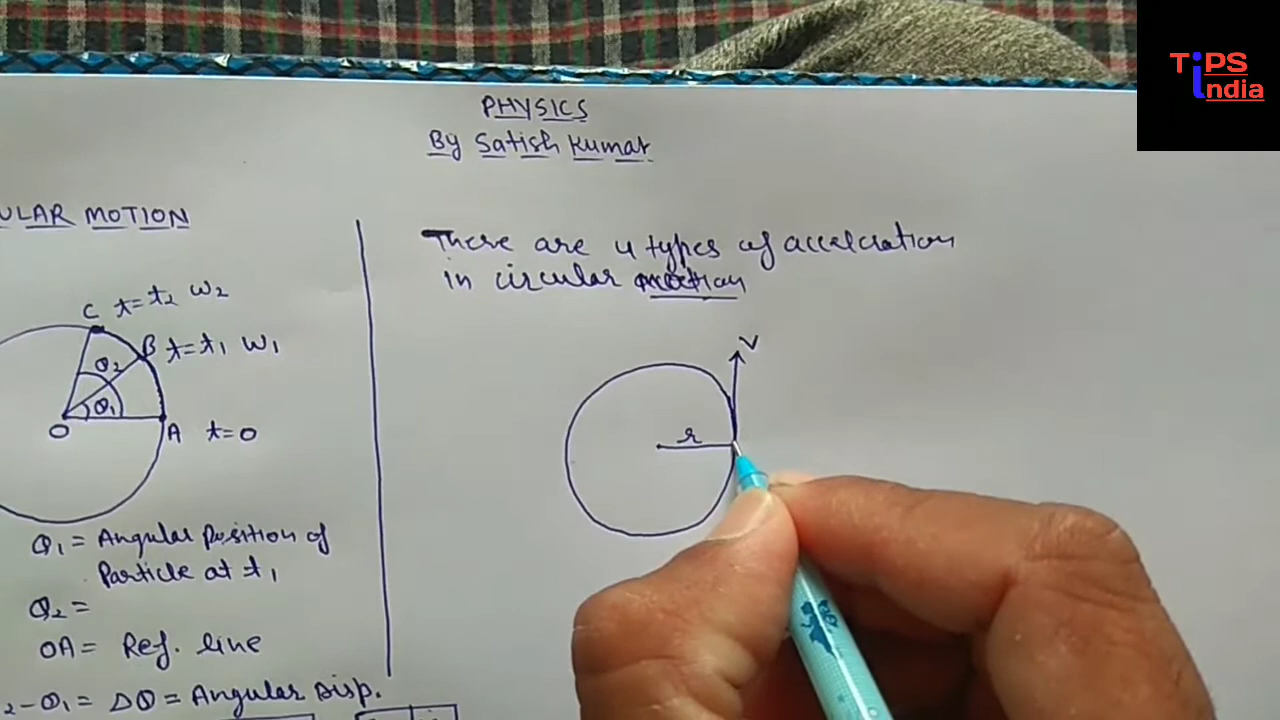 TiPS
india
PHYSICS
By Satish Kumar
ULAR MOTION
C t=t₂ ω₂
B t=t₁ ω₁
θ₂
θ₁
O
A t=0
θ₁ = Angular Position of
Particle at t₁
θ₂ =
OA = Ref. line
₂-θ₁ = Δθ = Angular Disp.
There are 4 types of acceleration
in circular motion
V
r